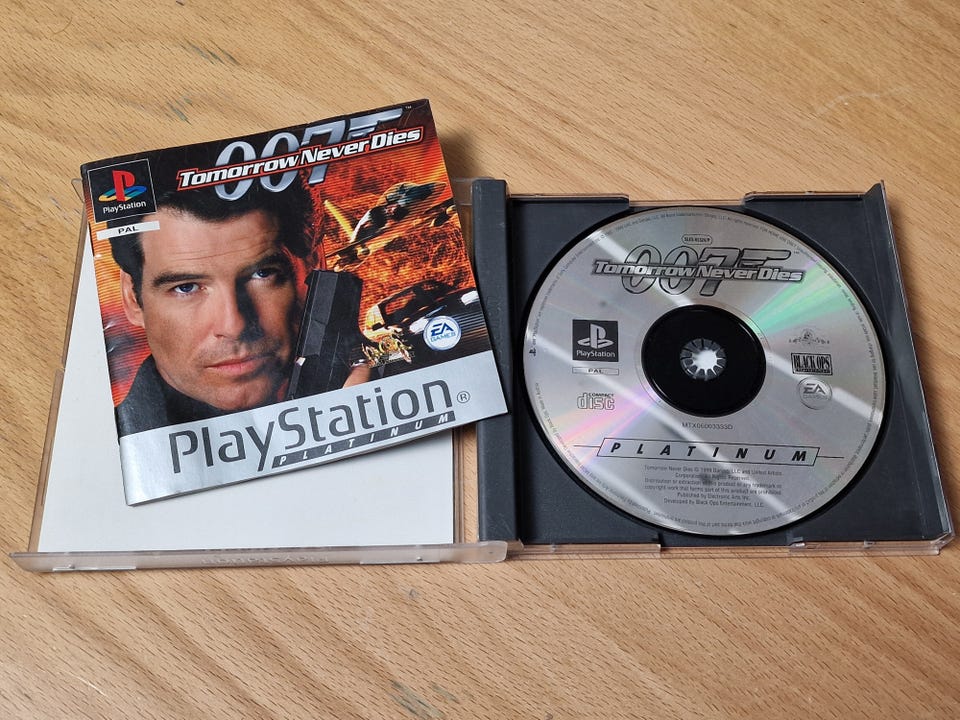 007
Tomorrow Never Dies
PlayStation
PAL
EA
GAMES
PlayStation®
PLATINUM
SLES-01324/P
007
Tomorrow Never Dies
PlayStation
PAL
BLACK OPS
EA
COMPACT
disc
MTX05003333D
PLATINUM
Tomorrow Never Dies © 1999 Danjaq, LLC and United Artists
Corporation. All Rights Reserved.
Distribution or extraction of this product or any trademark or
copyright work that forms part of this product are prohibited.
Published by Electronic Arts, Inc.
Developed by Black Ops Entertainment, LLC.